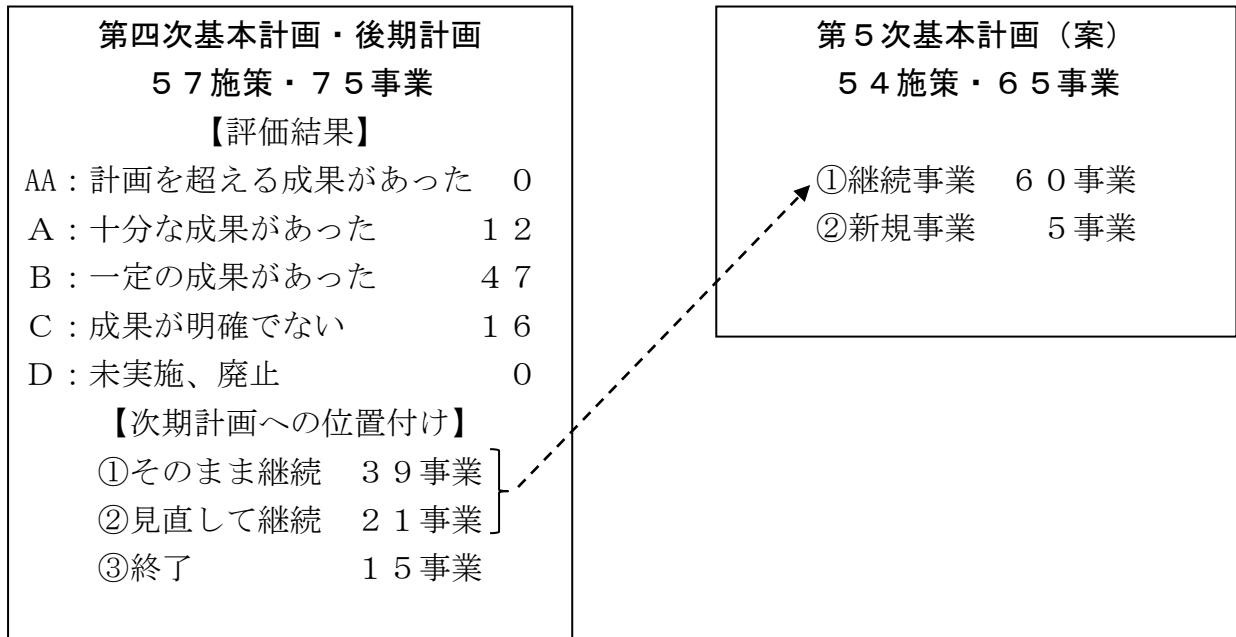 第四次基本計画・後期計画
５７施策・７５事業
【評価結果】
AA：計画を超える成果があった　０
Ａ：十分な成果があった　　　　１２
Ｂ：一定の成果があった　　　　４７
Ｃ：成果が明確でない　　　　　１６
Ｄ：未実施、廃止　　　　　　　　０
【次期計画への位置付け】
①そのまま継続　３９事業
②見直して継続　２１事業
③終了　　　　　１５事業
第５次基本計画（案）
５４施策・６５事業
①継続事業　６０事業
②新規事業　　５事業